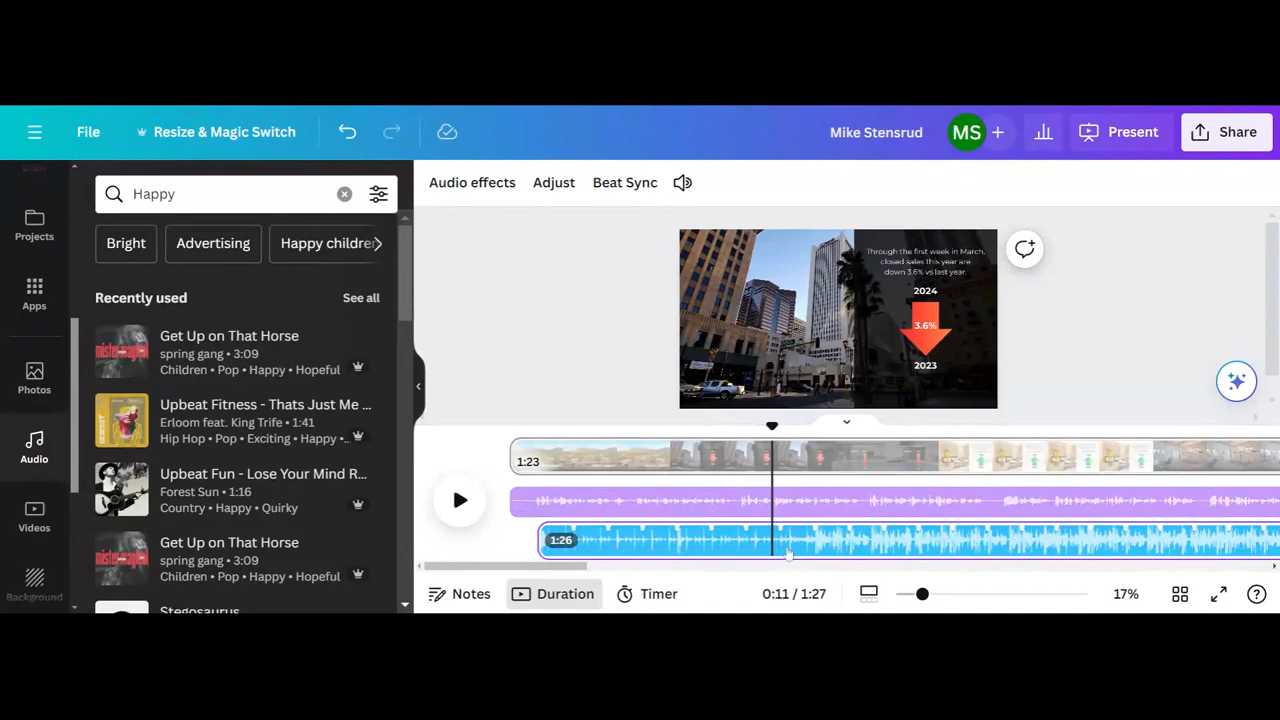 File
Resize & Magic Switch
Mike Stensrud
MS
Present
Share
Projects
Apps
Photos
Audio
Videos
Background
Happy
Bright
Advertising
Happy childre
Recently used
See all
Get Up on That Horse
spring gang • 3:09
Children • Pop • Happy • Hopeful
Upbeat Fitness - Thats Just Me ...
Erloom feat. King Trife • 1:41
Hip Hop • Pop • Exciting • Happy •...
Upbeat Fun - Lose Your Mind R...
Forest Sun • 1:16
Country • Happy • Quirky
Get Up on That Horse
spring gang • 3:09
Children • Pop • Happy • Hopeful
Stegosaurus
Audio effects
Adjust
Beat Sync
Through the first week in March,
closed sales this year are
down 3.6% vs last year.
2024
3.6%
2023
1:23
1:26
Notes
Duration
Timer
0:11 / 1:27
17%